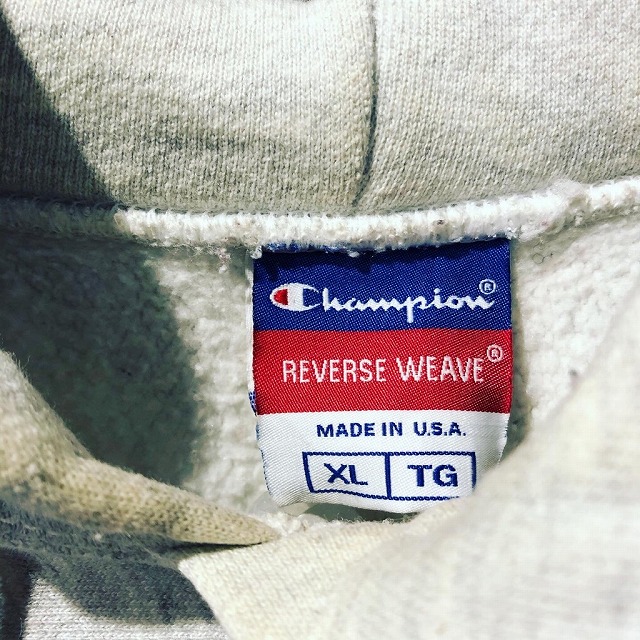 Champion®
REVERSE WEAVE®
MADE IN U.S.A.
XL TG